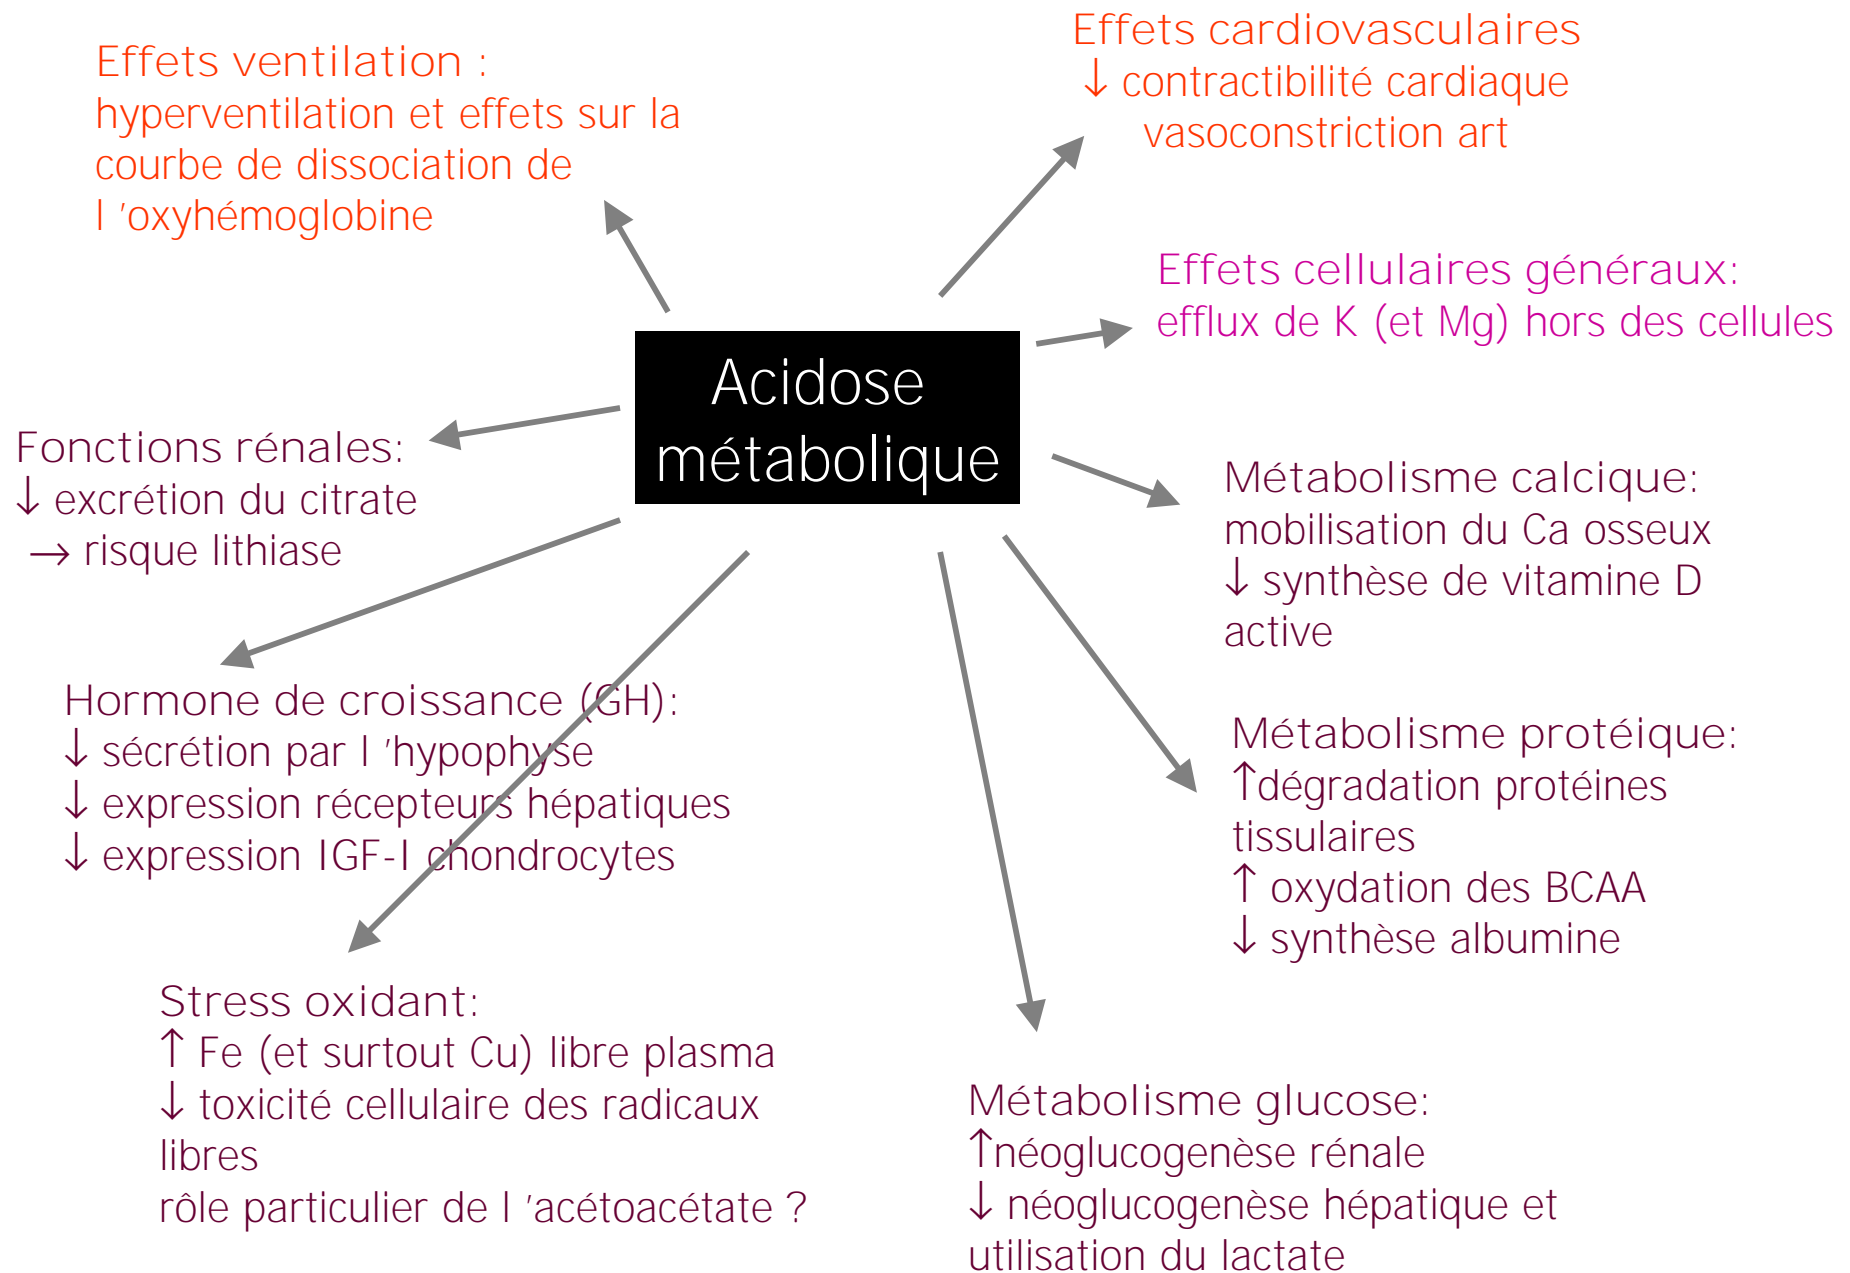 Effets ventilation :
hyperventilation et effets sur la
courbe de dissociation de
l ’oxyhémoglobine
Effets cardiovasculaires
↓ contractibilité cardiaque
vasoconstriction art
Effets cellulaires généraux:
efflux de K (et Mg) hors des cellules
Acidose
métabolique
Fonctions rénales:
↓ excrétion du citrate
→ risque lithiase
Métabolisme calcique:
mobilisation du Ca osseux
↓ synthèse de vitamine D
active
Hormone de croissance (GH):
↓ sécrétion par l ’hypophyse
↓ expression récepteurs hépatiques
↓ expression IGF-I chondrocytes
Métabolisme protéique:
↑dégradation protéines
tissulaires
↑ oxydation des BCAA
↓ synthèse albumine
Stress oxidant:
↑ Fe (et surtout Cu) libre plasma
↓ toxicité cellulaire des radicaux
libres
rôle particulier de l ’acétoacétate ?
Métabolisme glucose:
↑néoglucogenèse rénale
↓ néoglucogenèse hépatique et
utilisation du lactate